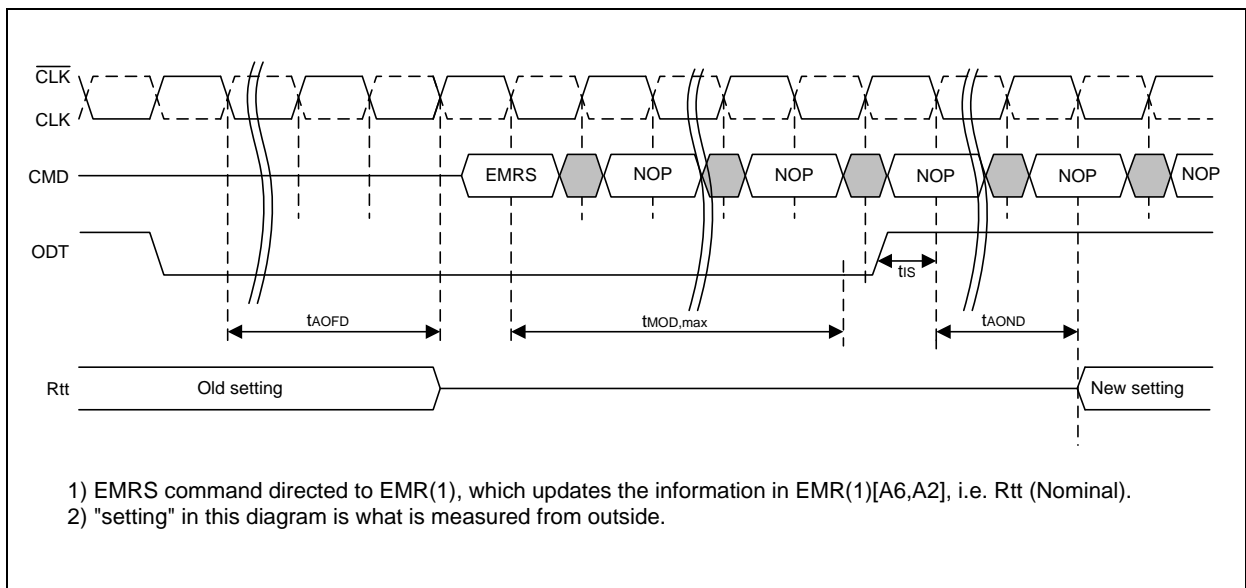 CLK
CLK
CMD
EMRS NOP NOP NOP NOP NOP
ODT
tIS
tAOFD tMOD,max tAOND
Rtt Old setting New setting
1) EMRS command directed to EMR(1), which updates the information in EMR(1)[A6,A2], i.e. Rtt (Nominal).
2) "setting" in this diagram is what is measured from outside.